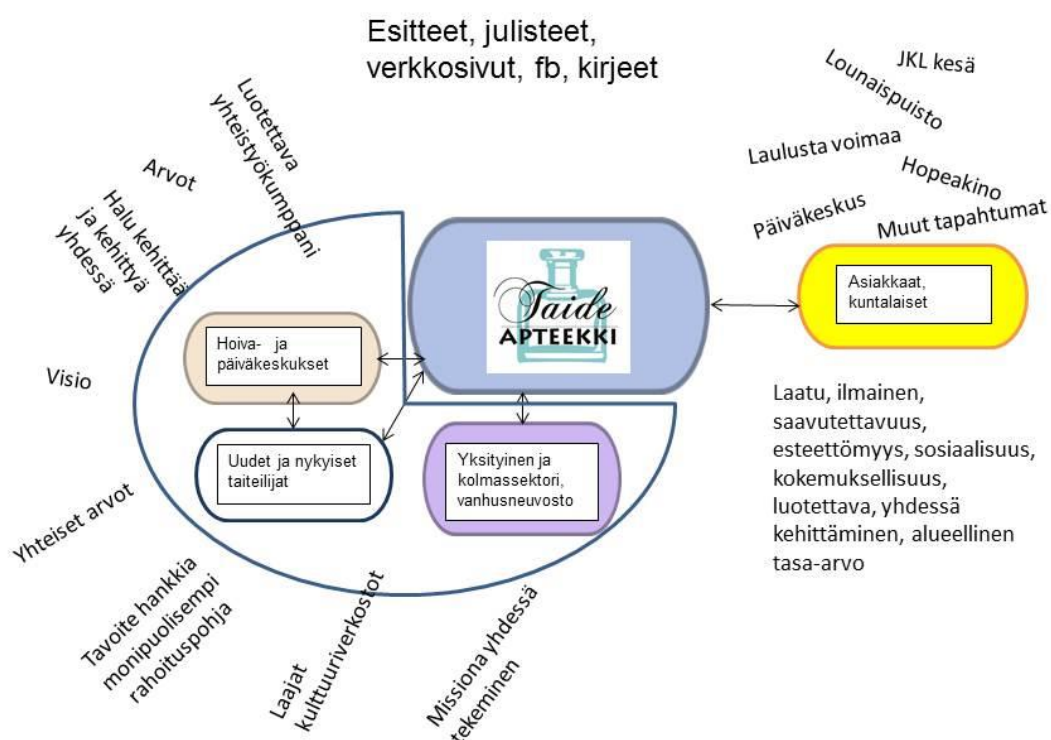 Esitteet, julisteet,
verkkosivut, fb, kirjeet
JKL kesä
Lounaispuisto
Laulusta voimaa
Hopeakino
Päiväkeskus
Muut tapahtumat
Luotettava
yhteistyökumppani
Arvot
Halu kehittää
ja kehittyä
yhdessä
Visio
Yhteiset arvot
Tavoite hankkia
monipuolisempi
rahoituspohja
Laajat
kulttuuriverkostot
Missiona yhdessä
tekeminen
Taide
APTEEKKI
Hoiva- ja
päiväkeskukset
Uudet ja nykyiset
taiteilijat
Yksityinen ja
kolmassektori,
vanhusneuvosto
Asiakkaat,
kuntalaiset
Laatu, ilmainen,
saavutettavuus,
esteettömyys, sosiaalisuus,
kokemuksellisuus,
luotettava, yhdessä
kehittäminen, alueellinen
tasa-arvo